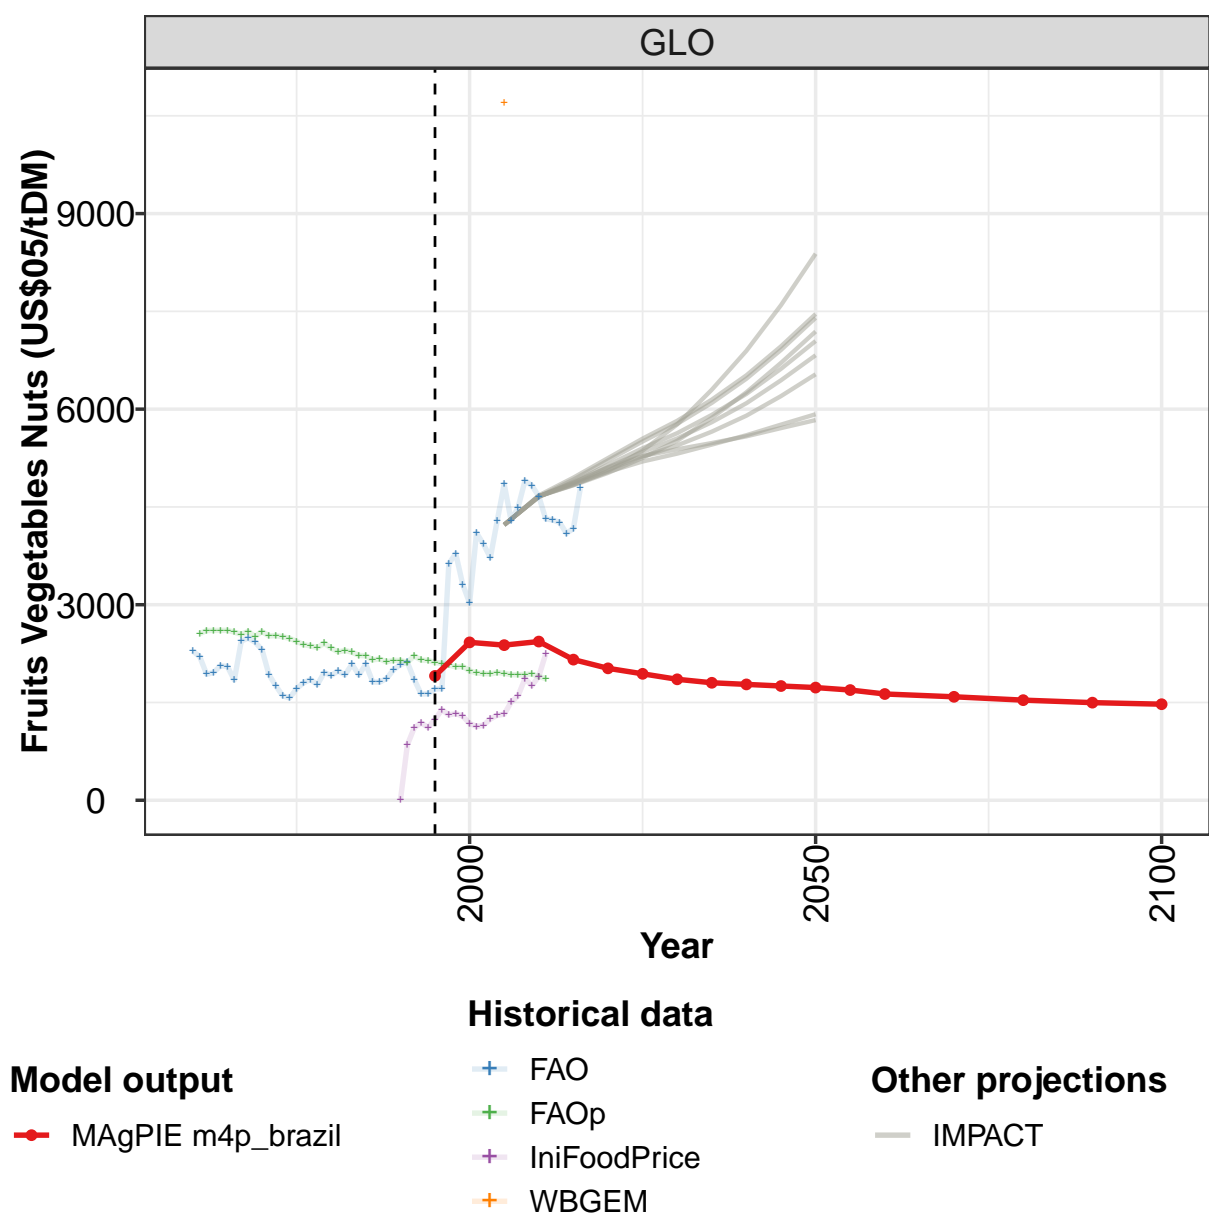 GLO
Fruits Vegetables Nuts (US$05/tDM)
9000
6000
3000
0
2000
2050
2100
Year
Historical data
Model output
MAgPIE m4p_brazil
FAO
FAOp
IniFoodPrice
WBGEM
Other projections
IMPACT